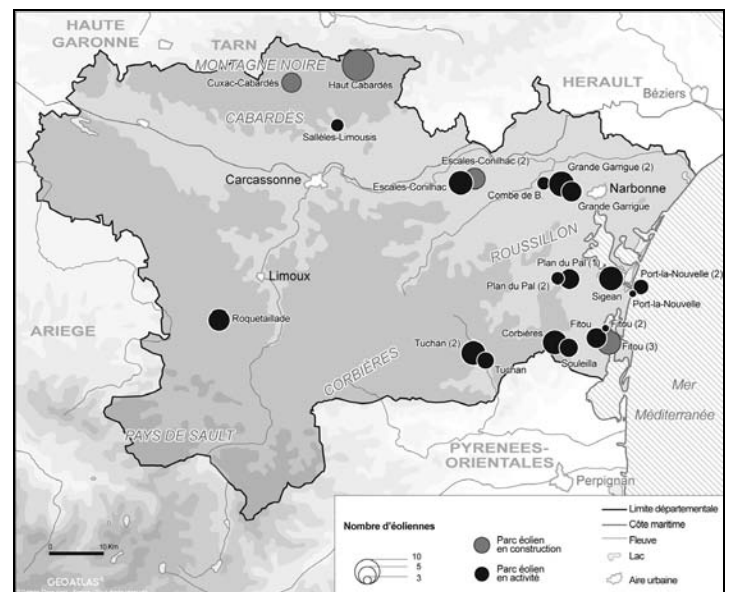 HAUTE
GARONNE
TARN
MONTAGNE NOIRE
HERAULT
Béziers
Cuxac-Cabardés
Haut Cabardés
CABARDÈS
Sallèles-Limousis
Escales-Conilhac (2)
Grande Garrigue (2)
Carcassonne
Escales-Conilhac
Combe de B.
Narbonne
Grande Garrigue
ROUSSILLON
Plan du Pal (1)
Port-la-Nouvelle (2)
Limoux
Plan du Pal (2)
Sigean
Port-la-Nouvelle
Roquetaillade
ARIEGE
Corbières
Fitou
Fitou (2)
Tuchan (2)
Fitou (3)
Souleilla
Tuchan
CORBIÈRES
Mer
Méditerranée
PAYS DE SAULT
PYRENEES-
ORIENTALES
Perpignan
Nombre d'éoliennes
10
5
3
Parc éolien
en construction
Parc éolien
en activité
Limite départementale
Côte maritime
Fleuve
Lac
Aire urbaine
0 10 Km
GEOATLAS